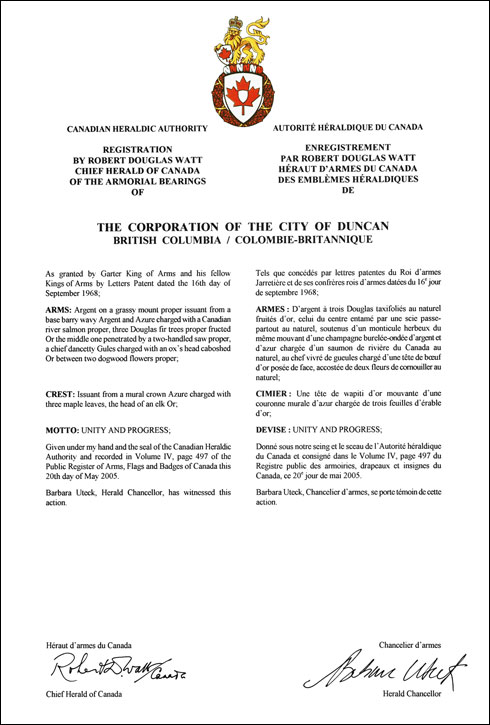 CANADIAN HERALDIC AUTHORITY
REGISTRATION
BY ROBERT DOUGLAS WATT
CHIEF HERALD OF CANADA
OF THE ARMORIAL BEARINGS
OF
AUTORITÉ HÉRALDIQUE DU CANADA
ENREGISTREMENT
PAR ROBERT DOUGLAS WATT
HÉRAUT D'ARMES DU CANADA
DES EMBLÈMES HÉRALDIQUES
DE
THE CORPORATION OF THE CITY OF DUNCAN
BRITISH COLUMBIA / COLOMBIE-BRITANNIQUE
As granted by Garter King of Arms and his fellow
Kings of Arms by Letters Patent dated the 16th day of
September 1968;
ARMS: Argent on a grassy mount proper issuant from a
base barry wavy Argent and Azure charged with a Canadian
river salmon proper, three Douglas fir trees proper fructed
Or the middle one penetrated by a two-handled saw proper,
a chief dancetty Gules charged with an ox's head caboshed
Or between two dogwood flowers proper;
CREST: Issuant from a mural crown Azure charged with
three maple leaves, the head of an elk Or;
MOTTO: UNITY AND PROGRESS;
Given under my hand and the seal of the Canadian Heraldic
Authority and recorded in Volume IV, page 497 of the
Public Register of Arms, Flags and Badges of Canada this
20th day of May 2005.
Barbara Uteck, Herald Chancellor, has witnessed this
action.
Tels que concédés par lettres patentes du Roi d'armes
Jarretière et de ses confrères rois d'armes datées du 16e jour
de septembre 1968;
ARMES : D'argent à trois Douglas taxifoliés au naturel
fruités d'or, celui du centre entamé par une scie passe-
partout au naturel, soutenus d'un monticule herbeux du
même mouvant d'une champagne burelée-ondée d'argent et
d'azur chargée d'un saumon de rivière du Canada au
naturel, au chef vivré de gueules chargé d'une tête de bœuf
d'or posée de face, accostée de deux fleurs de cornouiller au
naturel;
CIMIER : Une tête de wapiti d'or mouvante d'une
couronne murale d'azur chargée de trois feuilles d'érable
d'or;
DEVISE : UNITY AND PROGRESS;
Donné sous notre seing et le sceau de l'Autorité héraldique
du Canada et consigné dans le Volume IV, page 497 du
Registre public des armoiries, drapeaux et insignes du
Canada, ce 20e jour de mai 2005.
Barbara Uteck, Chancelier d'armes, se porte témoin de cette
action.
Héraut d'armes du Canada
Robert D. Watt Canada
Chief Herald of Canada
Chancelier d'armes
Barbara Uteck
Herald Chancellor